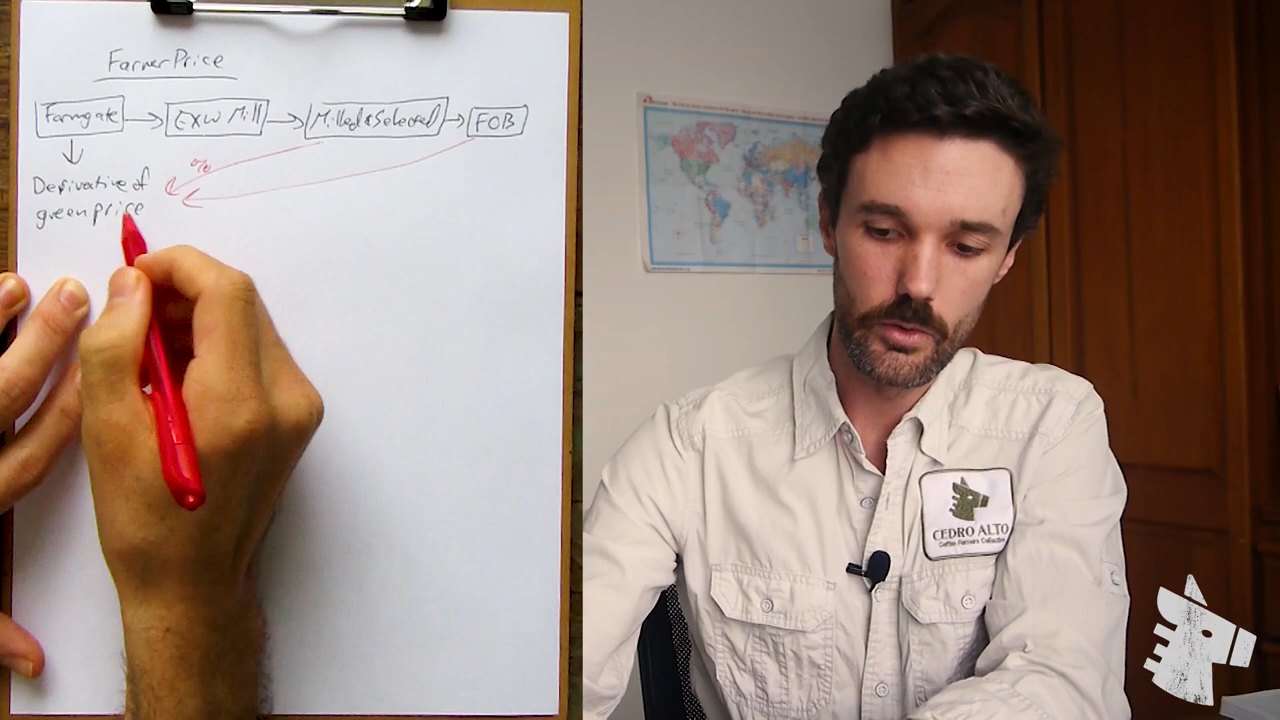 Farmer Price
Farmgate
EXW Mill
Milled & Selected
FOB
%
Derivative of
green price
CEDRO ALTO
Coffee Farmers Collective